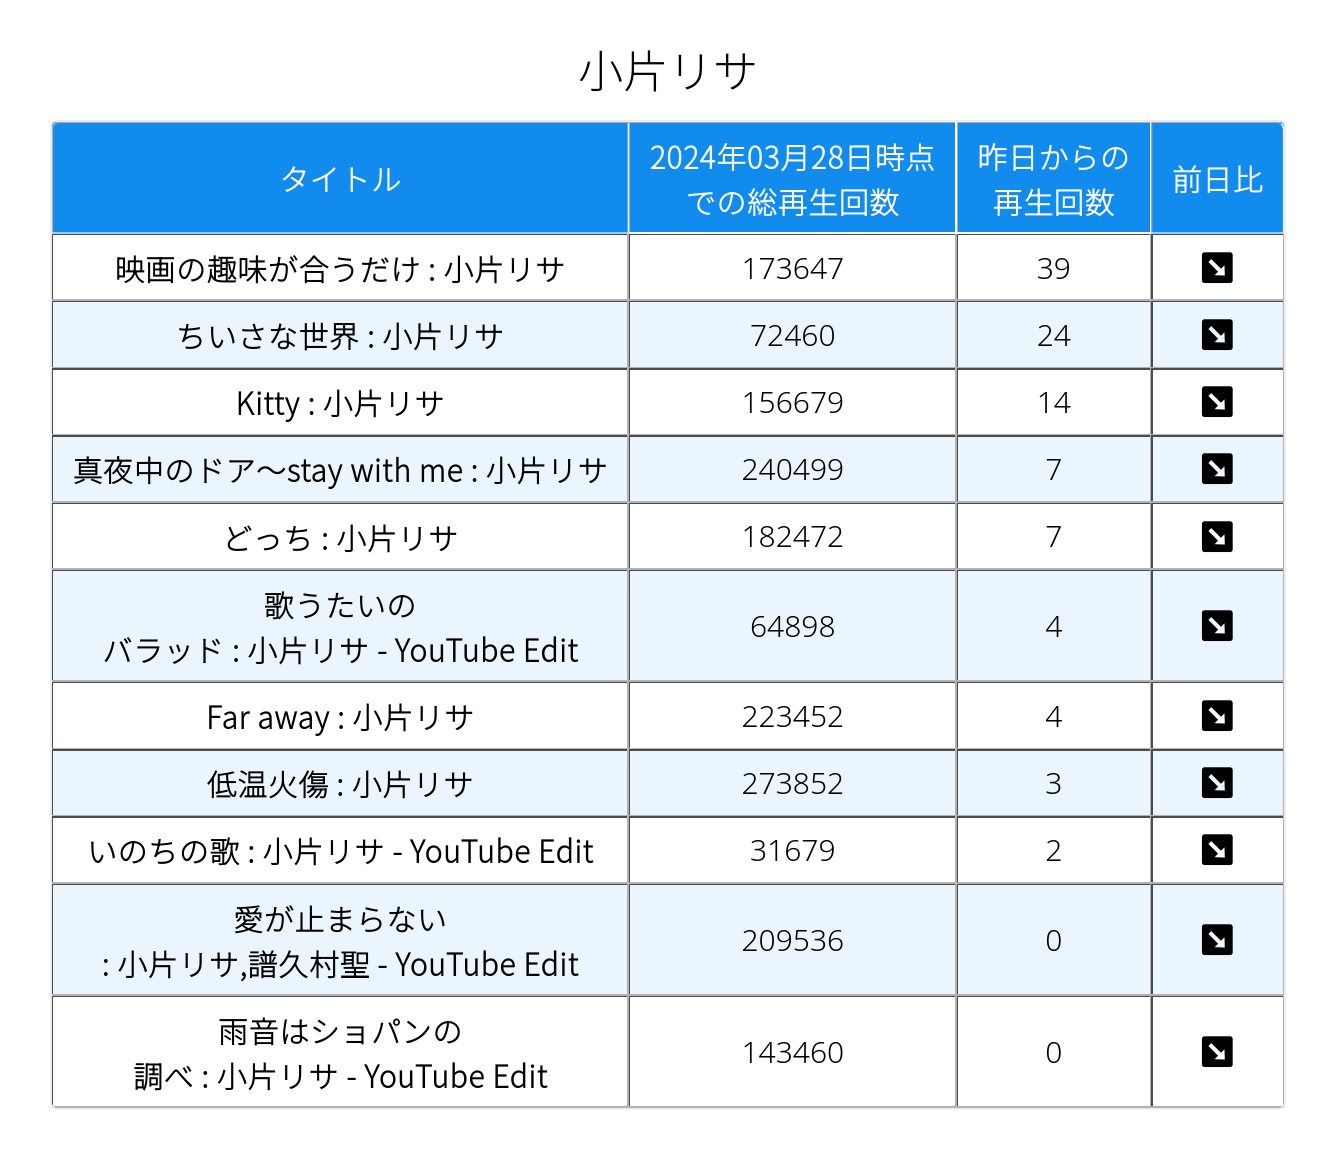 小片リサ
タイトル
2024年03月28日時点
での総再生回数
昨日からの
再生回数
前日比
映画の趣味が合うだけ : 小片リサ
173647
39
ちいさな世界 : 小片リサ
72460
24
Kitty : 小片リサ
156679
14
真夜中のドア〜stay with me : 小片リサ
240499
7
どっち : 小片リサ
182472
7
歌うたいの
バラッド : 小片リサ - YouTube Edit
64898
4
Far away : 小片リサ
223452
4
低温火傷 : 小片リサ
273852
3
いのちの歌 : 小片リサ - YouTube Edit
31679
2
愛が止まらない
: 小片リサ,譜久村聖 - YouTube Edit
209536
0
雨音はショパンの
調べ : 小片リサ - YouTube Edit
143460
0